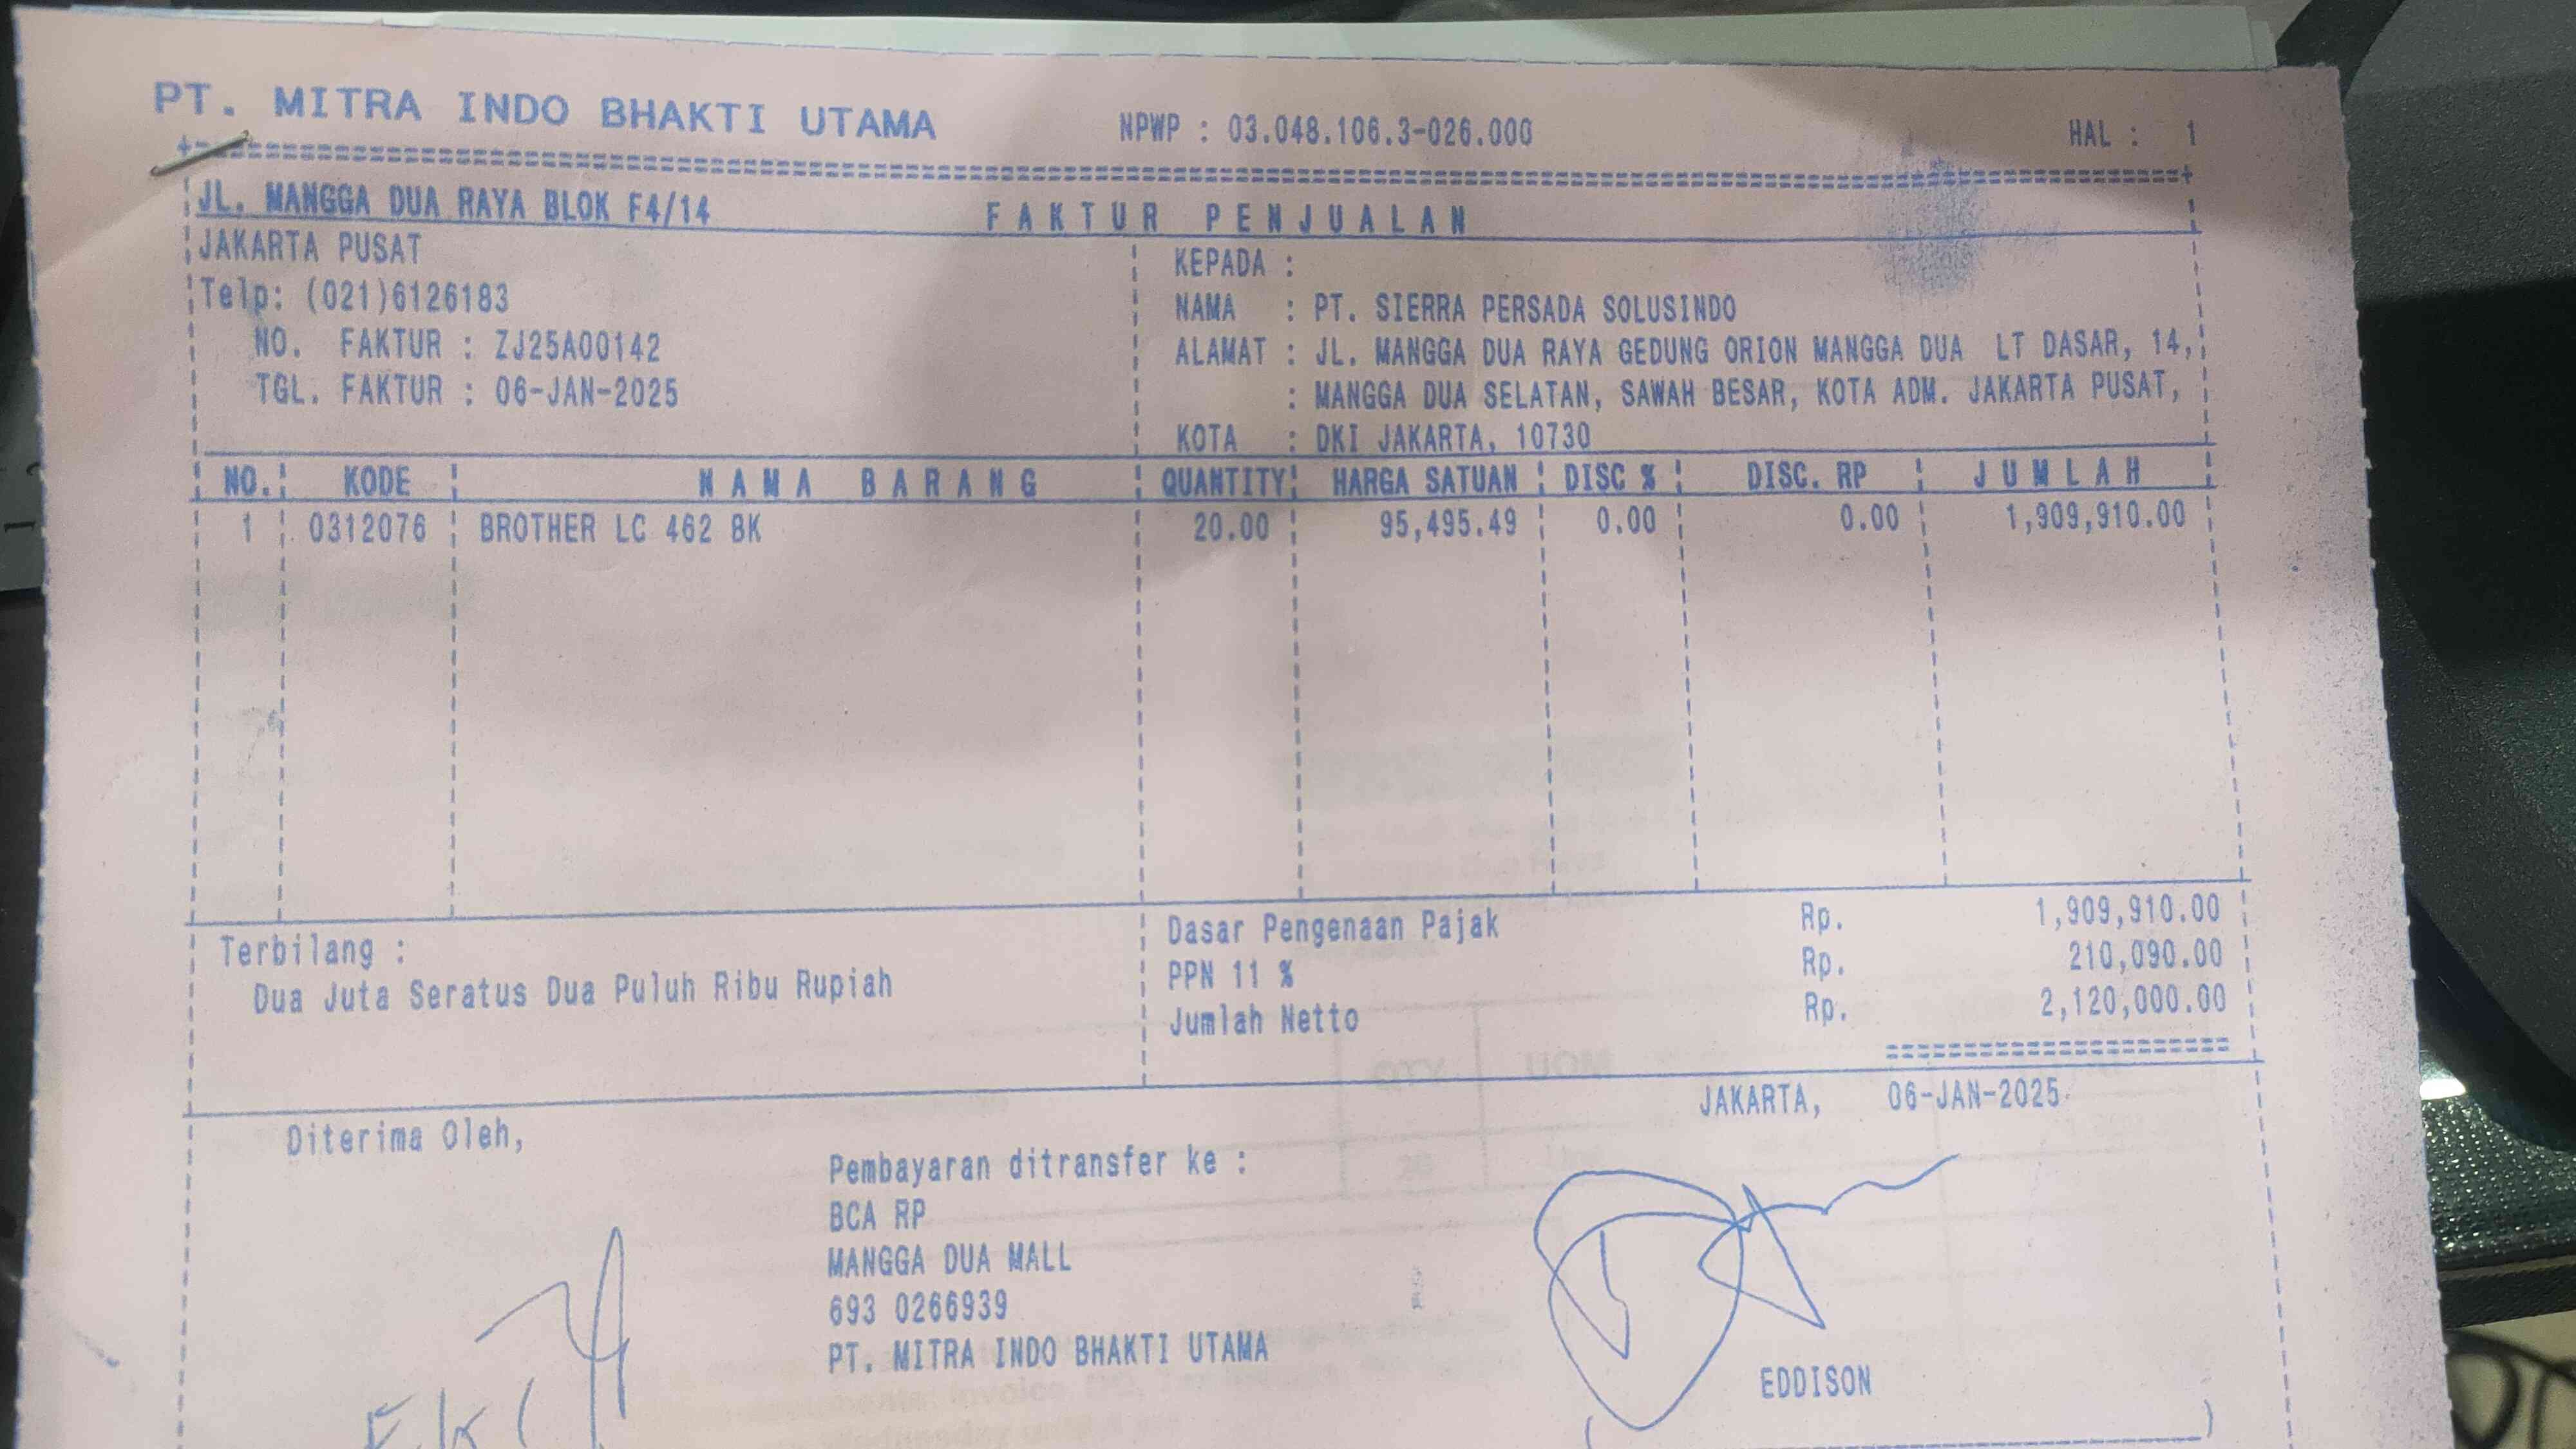 PT. MITRA INDO BHAKTI UTAMA NPWP : 03.048.106.3-026.000 HAL : 1
JL. MANGGA DUA RAYA BLOK F4/14 FAKTUR PENJUALAN
JAKARTA PUSAT
Telp: (021)6126183
NO. FAKTUR : ZJ25A00142
TGL. FAKTUR : 06-JAN-2025
KEPADA :
NAMA : PT. SIERRA PERSADA SOLUSINDO
ALAMAT : JL. MANGGA DUA RAYA GEDUNG ORION MANGGA DUA LT DASAR, 14,
: MANGGA DUA SELATAN, SAWAH BESAR, KOTA ADM. JAKARTA PUSAT,
KOTA : DKI JAKARTA, 10730
NO. KODE NAMA BARANG QUANTITY HARGA SATUAN DISC % DISC. RP JUMLAH
1 0312076 BROTHER LC 462 BK 20.00 95,495.49 0.00 0.00 1,909,910.00
Terbilang :
Dua Juta Seratus Dua Puluh Ribu Rupiah
Dasar Pengenaan Pajak Rp. 1,909,910.00
PPN 11 % Rp. 210,090.00
Jumlah Netto Rp. 2,120,000.00
JAKARTA, 06-JAN-2025
Diterima Oleh,
Pembayaran ditransfer ke :
BCA RP
MANGGA DUA MALL
693 0266939
PT. MITRA INDO BHAKTI UTAMA
EDDISON